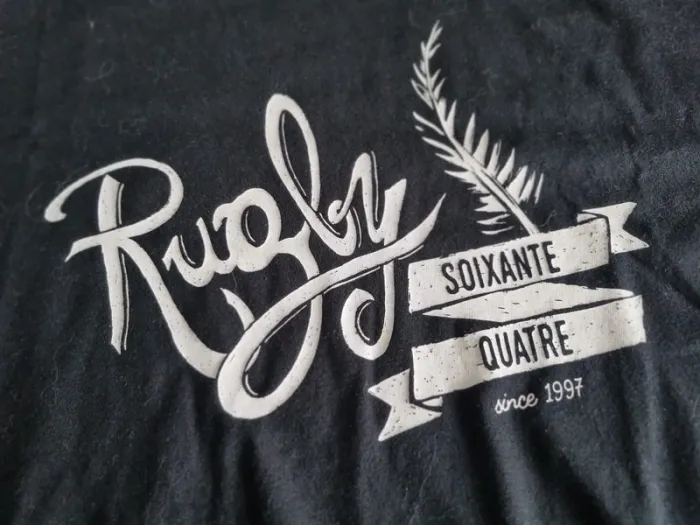 Rugby
SOIXANTE
QUATRE
since 1997